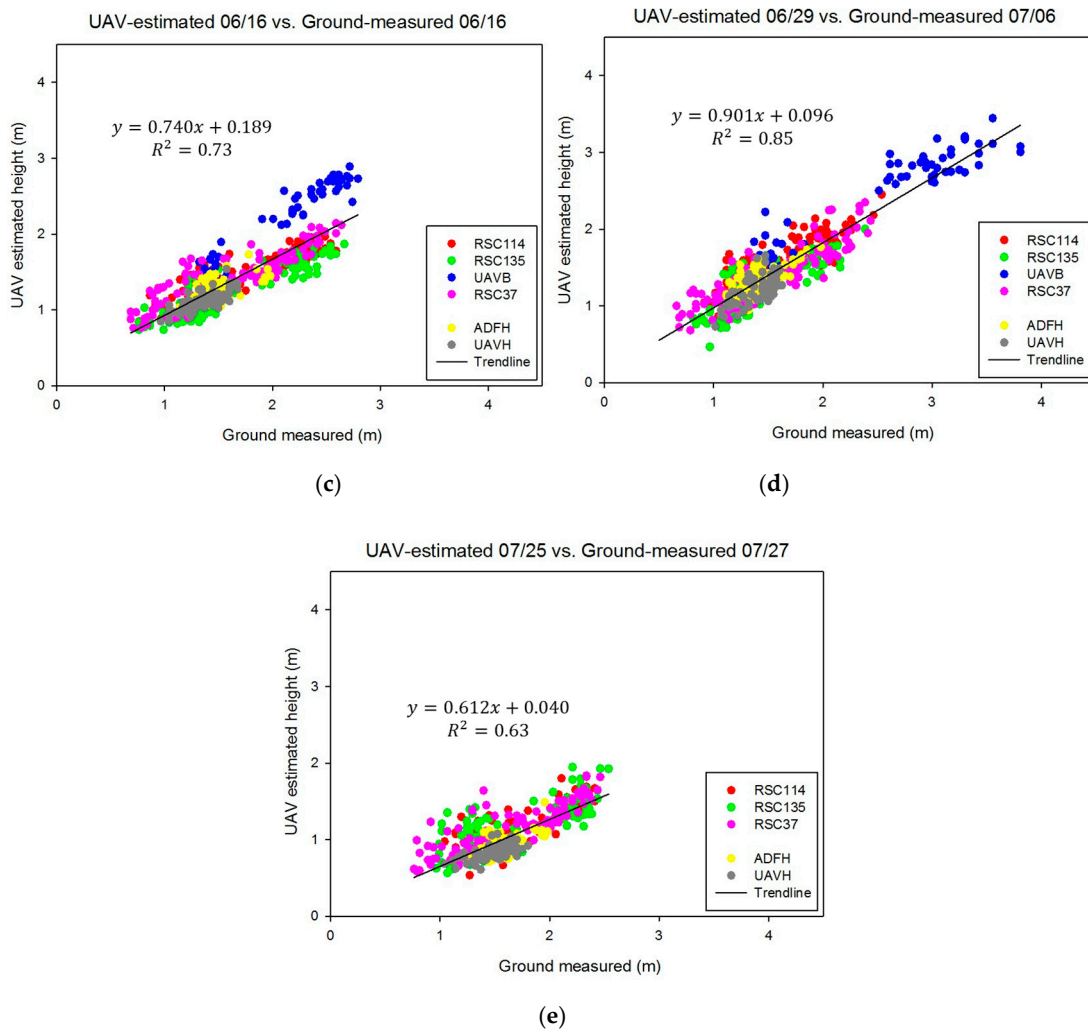 UAV-estimated 06/16 vs. Ground-measured 06/16
UAV estimated height (m)
4
3
2
1
0
y = 0.740x + 0.189
R² = 0.73
RSC114
RSC135
UAVB
RSC37
ADFH
UAVH
Trendline
0 1 2 3 4
Ground measured (m)
(c)
UAV-estimated 06/29 vs. Ground-measured 07/06
UAV estimated height (m)
4
3
2
1
0
y = 0.901x + 0.096
R² = 0.85
RSC114
RSC135
UAVB
RSC37
ADFH
UAVH
Trendline
0 1 2 3 4
Ground measured (m)
(d)
UAV-estimated 07/25 vs. Ground-measured 07/27
UAV estimated height (m)
4
3
2
1
0
y = 0.612x + 0.040
R² = 0.63
RSC114
RSC135
RSC37
ADFH
UAVH
Trendline
0 1 2 3 4
Ground measured (m)
(e)